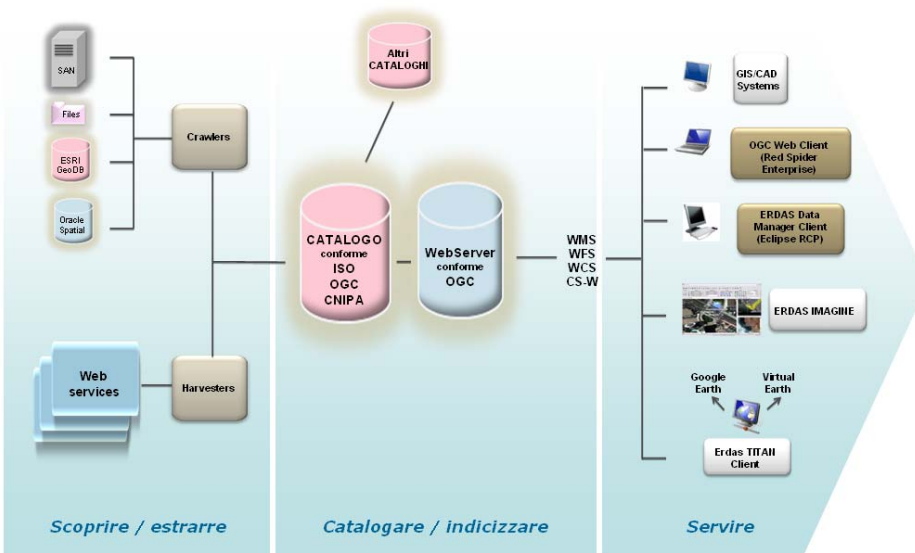 SAN
Files
ESRI
GeoDB
Oracle
Spatial
Crawlers
Web
services
Harvesters
Scoprire / estrarre
Altri
CATALOGHI
CATALOGO
conforme
ISO
OGC
CNIPA
WebServer
conforme
OGC
WMS
WFS
WCS
CS-W
Catalogare / indicizzare
GIS/CAD
Systems
OGC Web Client
(Red Spider
Enterprise)
ERDAS Data
Manager Client
(Eclipse RCP)
ERDAS IMAGINE
Google
Earth
Virtual
Earth
Erdas TITAN
Client
Servire